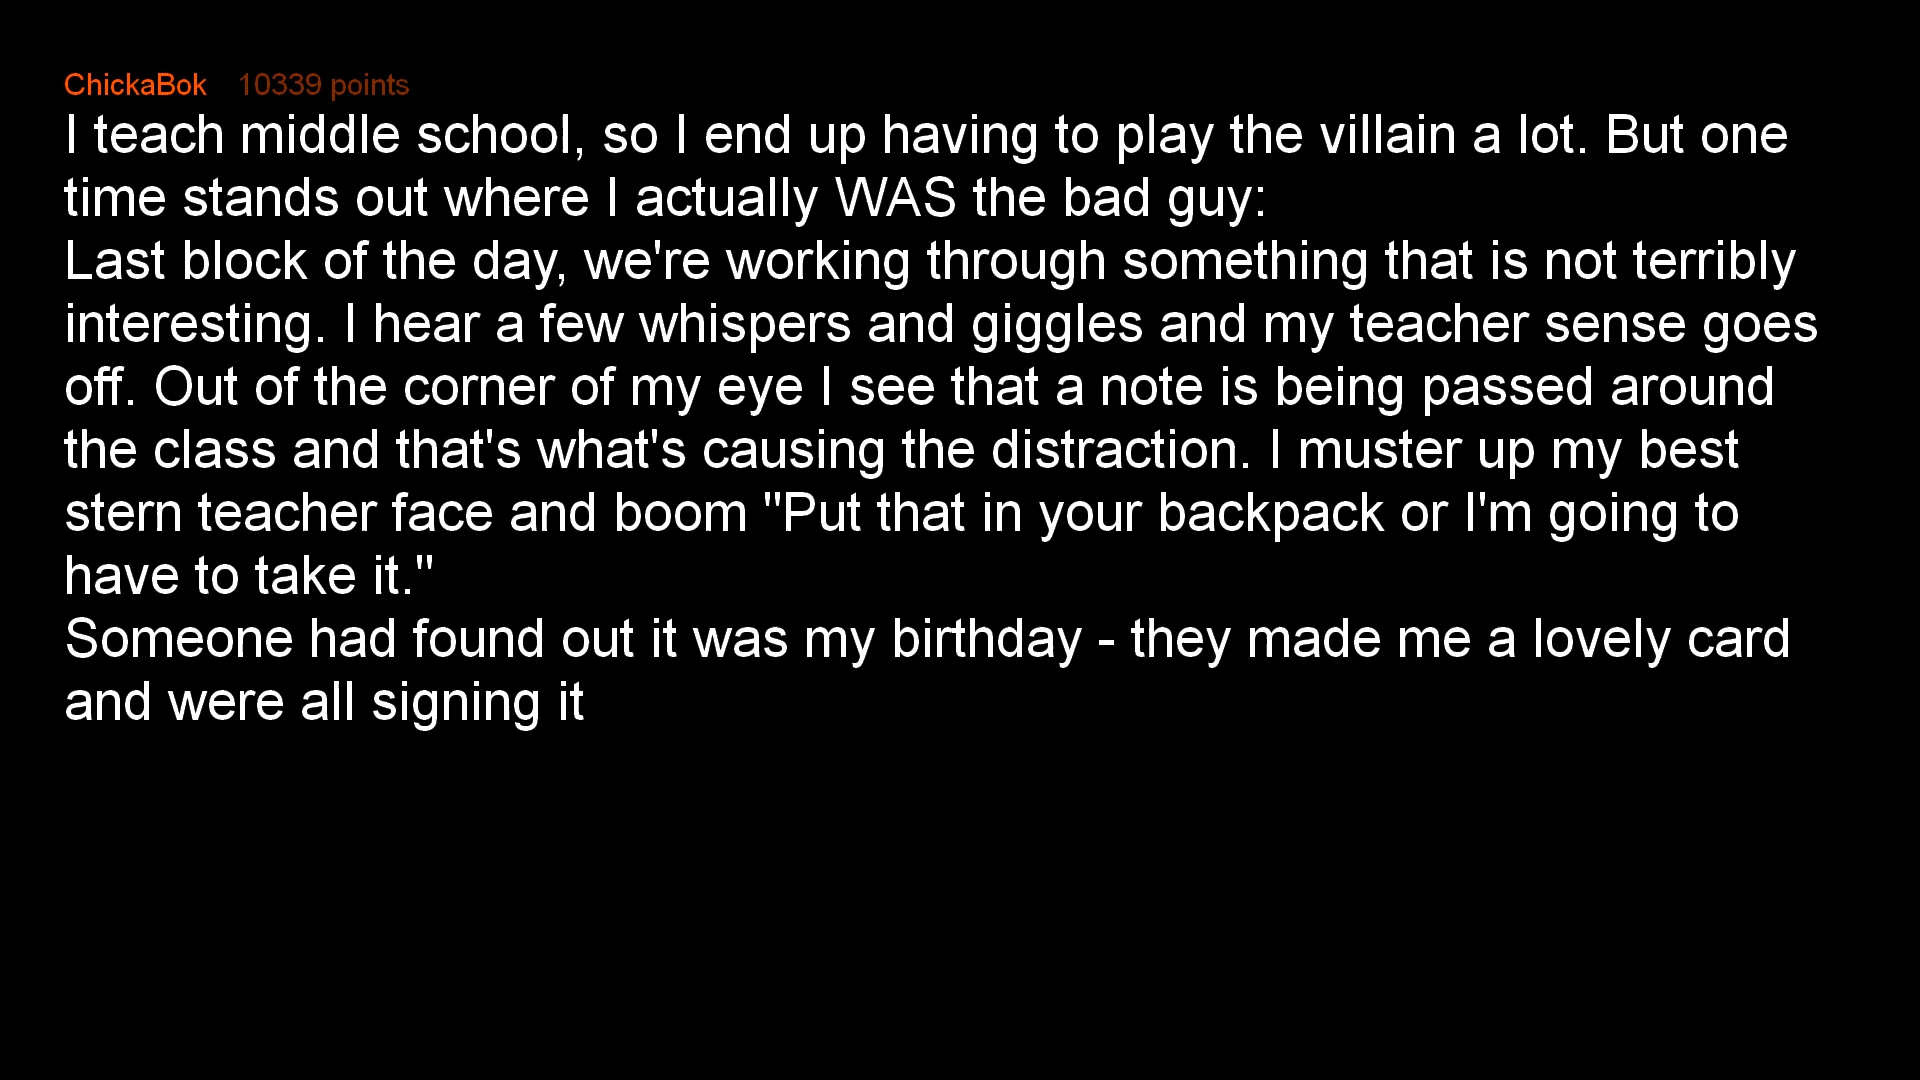 ChickaBok 10339 points
I teach middle school, so I end up having to play the villain a lot. But one
time stands out where I actually WAS the bad guy:
Last block of the day, we're working through something that is not terribly
interesting. I hear a few whispers and giggles and my teacher sense goes
off. Out of the corner of my eye I see that a note is being passed around
the class and that's what's causing the distraction. I muster up my best
stern teacher face and boom "Put that in your backpack or I'm going to
have to take it."
Someone had found out it was my birthday - they made me a lovely card
and were all signing it